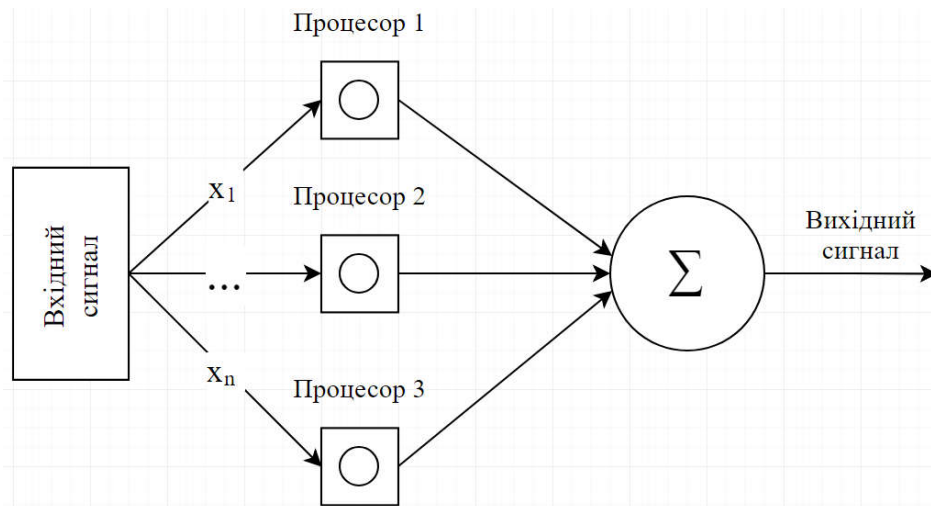 Процесор 1
x1
Процесор 2
Вхідний
сигнал
...
Σ
Вихідний
сигнал
xn
Процесор 3